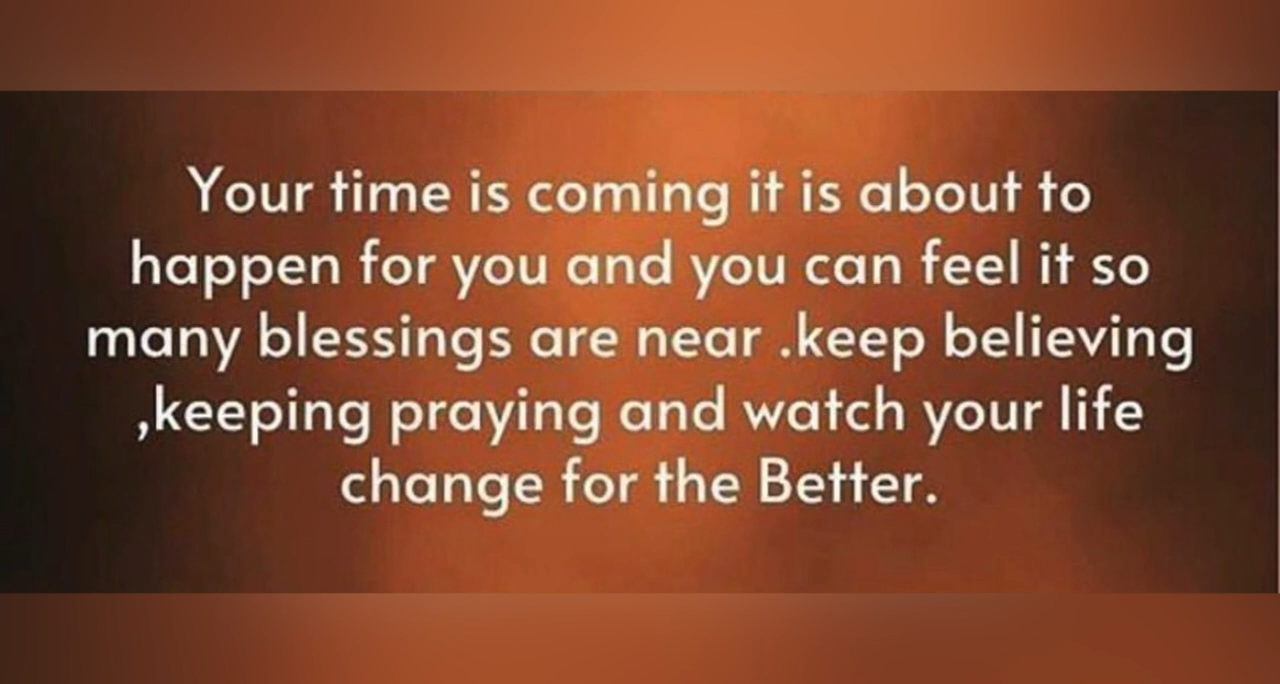 Your time is coming it is about to
happen for you and you can feel it so
many blessings are near .keep believing
,keeping praying and watch your life
change for the Better.